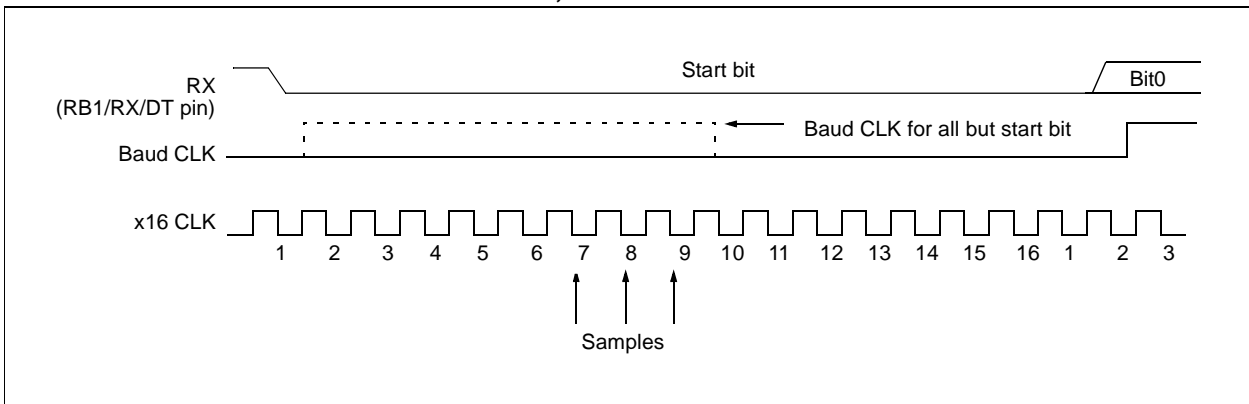 Start bit
Bit0
RX
(RB1/RX/DT pin)
Baud CLK for all but start bit
Baud CLK
x16 CLK
1 2 3 4 5 6 7 8 9 10 11 12 13 14 15 16 1 2 3
Samples